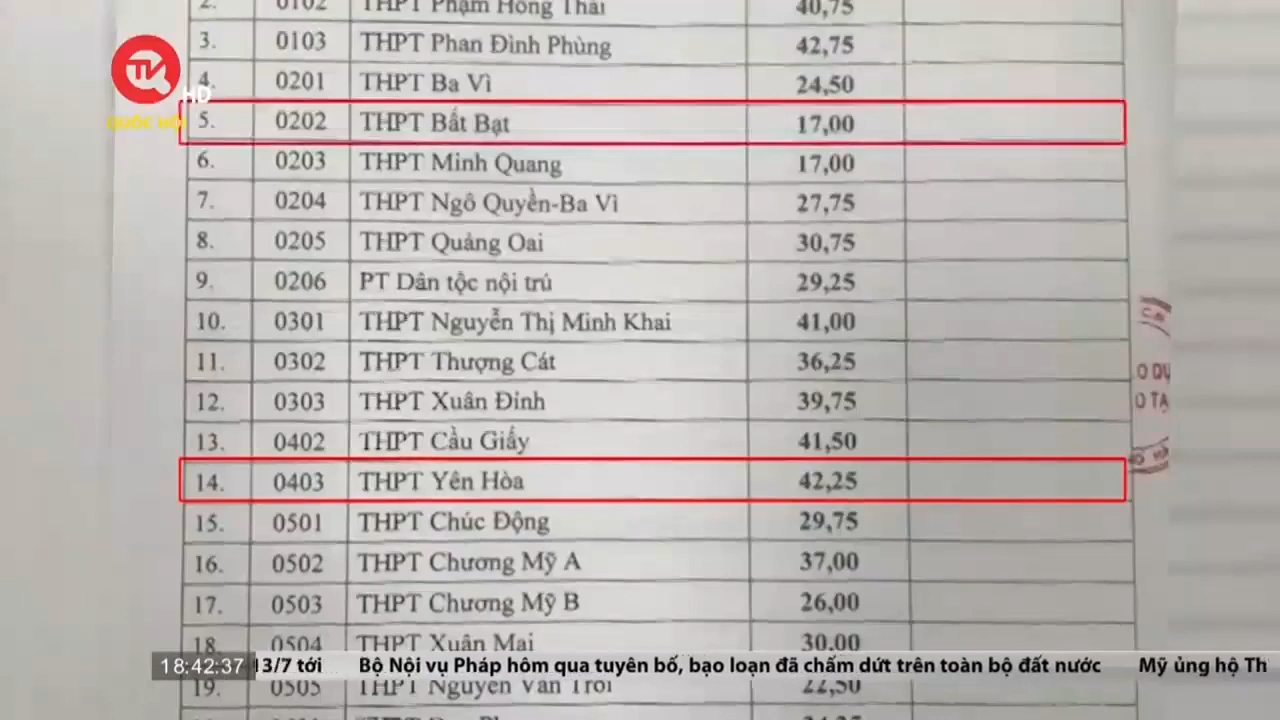 2. 0102 THPT Phạm Hồng Thái 40,75
3. 0103 THPT Phan Đình Phùng 42,75
4. 0201 THPT Ba Vì 24,50
5. 0202 THPT Bất Bạt 17,00
6. 0203 THPT Minh Quang 17,00
7. 0204 THPT Ngô Quyền-Ba Vì 27,75
8. 0205 THPT Quảng Oai 30,75
9. 0206 PT Dân tộc nội trú 29,25
10. 0301 THPT Nguyễn Thị Minh Khai 41,00
11. 0302 THPT Thượng Cát 36,25
12. 0303 THPT Xuân Đỉnh 39,75
13. 0402 THPT Cầu Giấy 41,50
14. 0403 THPT Yên Hòa 42,25
15. 0501 THPT Chúc Động 29,75
16. 0502 THPT Chương Mỹ A 37,00
17. 0503 THPT Chương Mỹ B 26,00
18. 0504 THPT Xuân Mai 30,00
19. 0505 THPT Nguyễn Văn Trỗi 22,50
TV HD
QUỐC HỘI
O DỤ
O TẠ
18:42:37 13/7 tới Bộ Nội vụ Pháp hôm qua tuyên bố, bạo loạn đã chấm dứt trên toàn bộ đất nước Mỹ ủng hộ Th